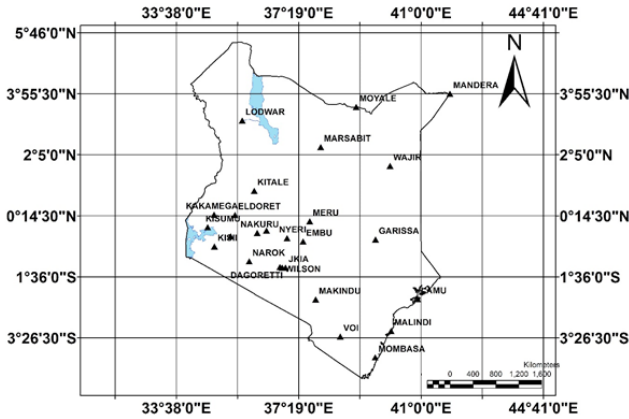 33°38'0"E 37°19'0"E 41°0'0"E 44°41'0"E
5°46'0"N
N
3°55'30"N 3°55'30"N
MANDERA
MOYALE
LODWAR
MARSABIT
2°5'0"N 2°5'0"N
WAJIR
KITALE
KAKAMEGA ELDORET
0°14'30"N 0°14'30"N
MERU
KISUMU
NAKURU
NYERI
EMBU
GARISSA
KISII
NAROK
JKIA
WILSON
DAGORETTI
1°36'0"S 1°36'0"S
MAKINDU
LAMU
MALINDI
VOI
3°26'30"S 3°26'30"S
MOMBASA
Kilometers
0 400 800 1,200 1,600
33°38'0"E 37°19'0"E 41°0'0"E 44°41'0"E